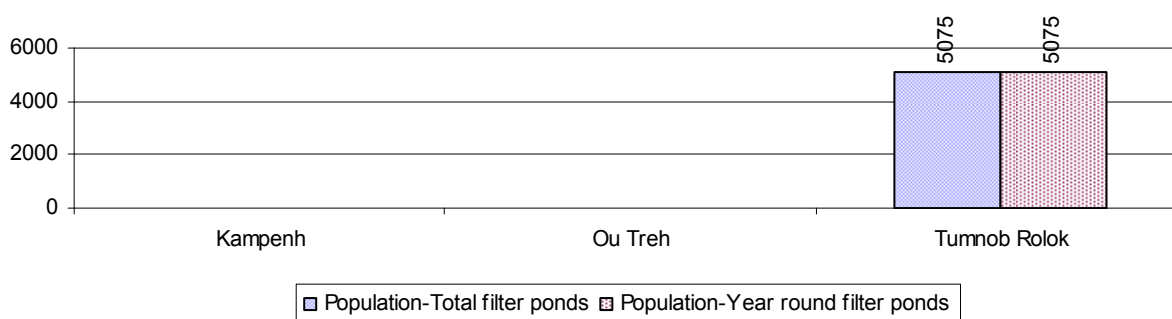 5075 5075
6000
4000
2000
0
Kampenh Ou Treh Tumnob Rolok
Population-Total filter ponds Population-Year round filter ponds